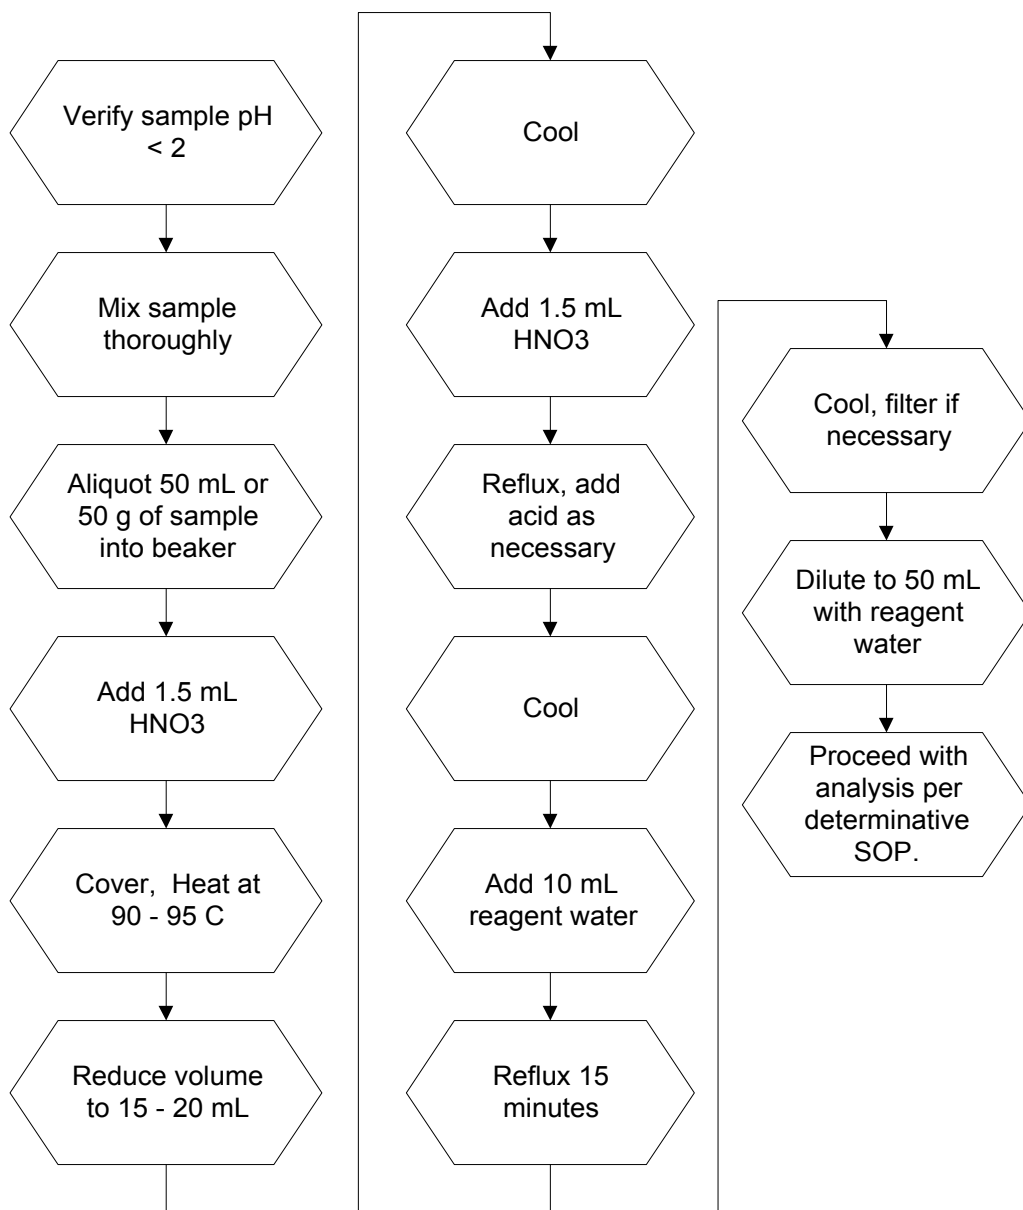 Verify sample pH
< 2
Mix sample
thoroughly
Aliquot 50 mL or
50 g of sample
into beaker
Add 1.5 mL
HNO3
Cover,  Heat at
90 - 95 C
Reduce volume
to 15 - 20 mL
Cool
Add 1.5 mL
HNO3
Reflux, add
acid as
necessary
Cool
Add 10 mL
reagent water
Reflux 15
minutes
Cool, filter if
necessary
Dilute to 50 mL
with reagent
water
Proceed with
analysis per
determinative
SOP.